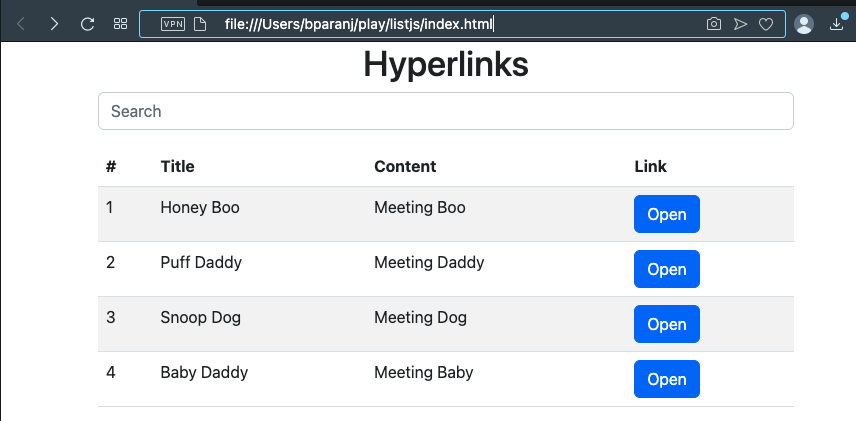 VPN file:///Users/bparanj/play/listjs/index.html
Hyperlinks
Search
# Title Content Link
1 Honey Boo Meeting Boo Open
2 Puff Daddy Meeting Daddy Open
3 Snoop Dog Meeting Dog Open
4 Baby Daddy Meeting Baby Open